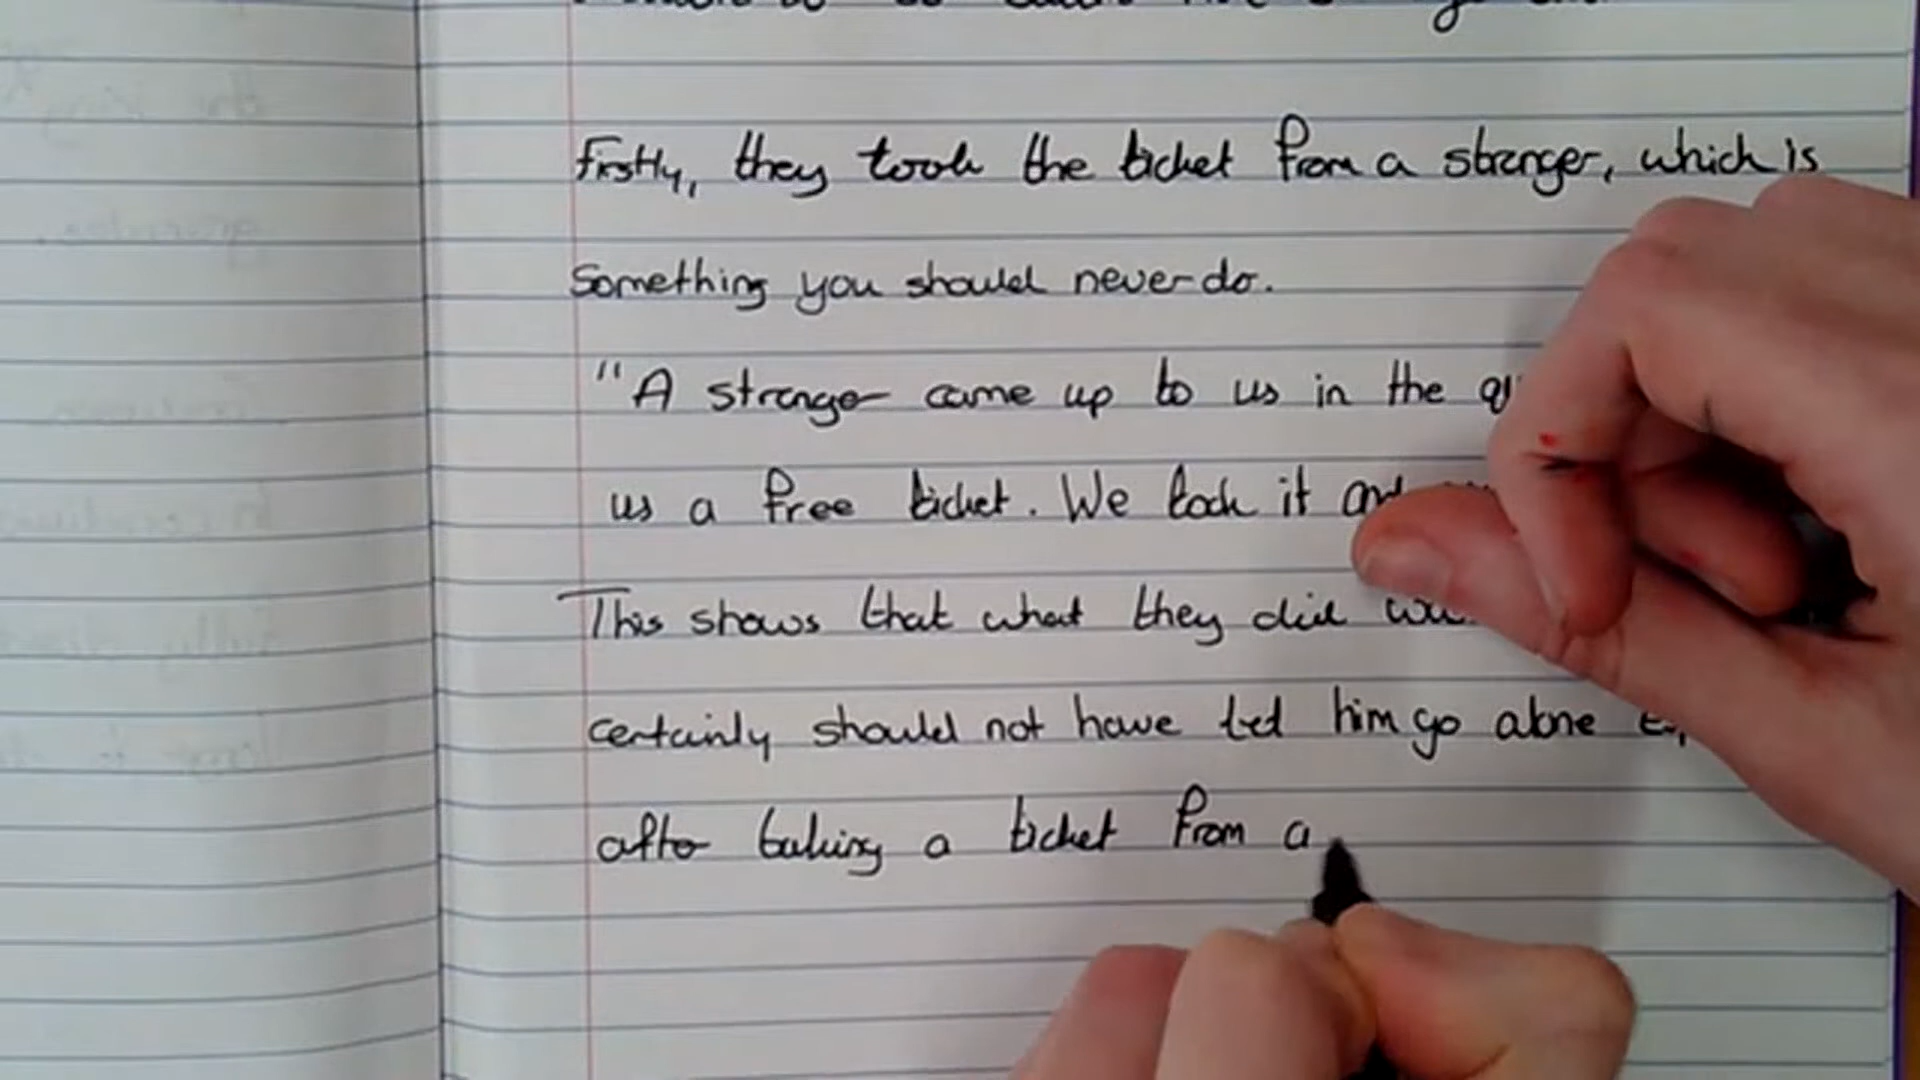 Firstly, they took the ticket from a stranger, which is
Something you should never do.
"A stranger came up to us in the
us a free ticket. We took it and
This shows that what they did
certainly should not have let him go alone
after taking a ticket from a